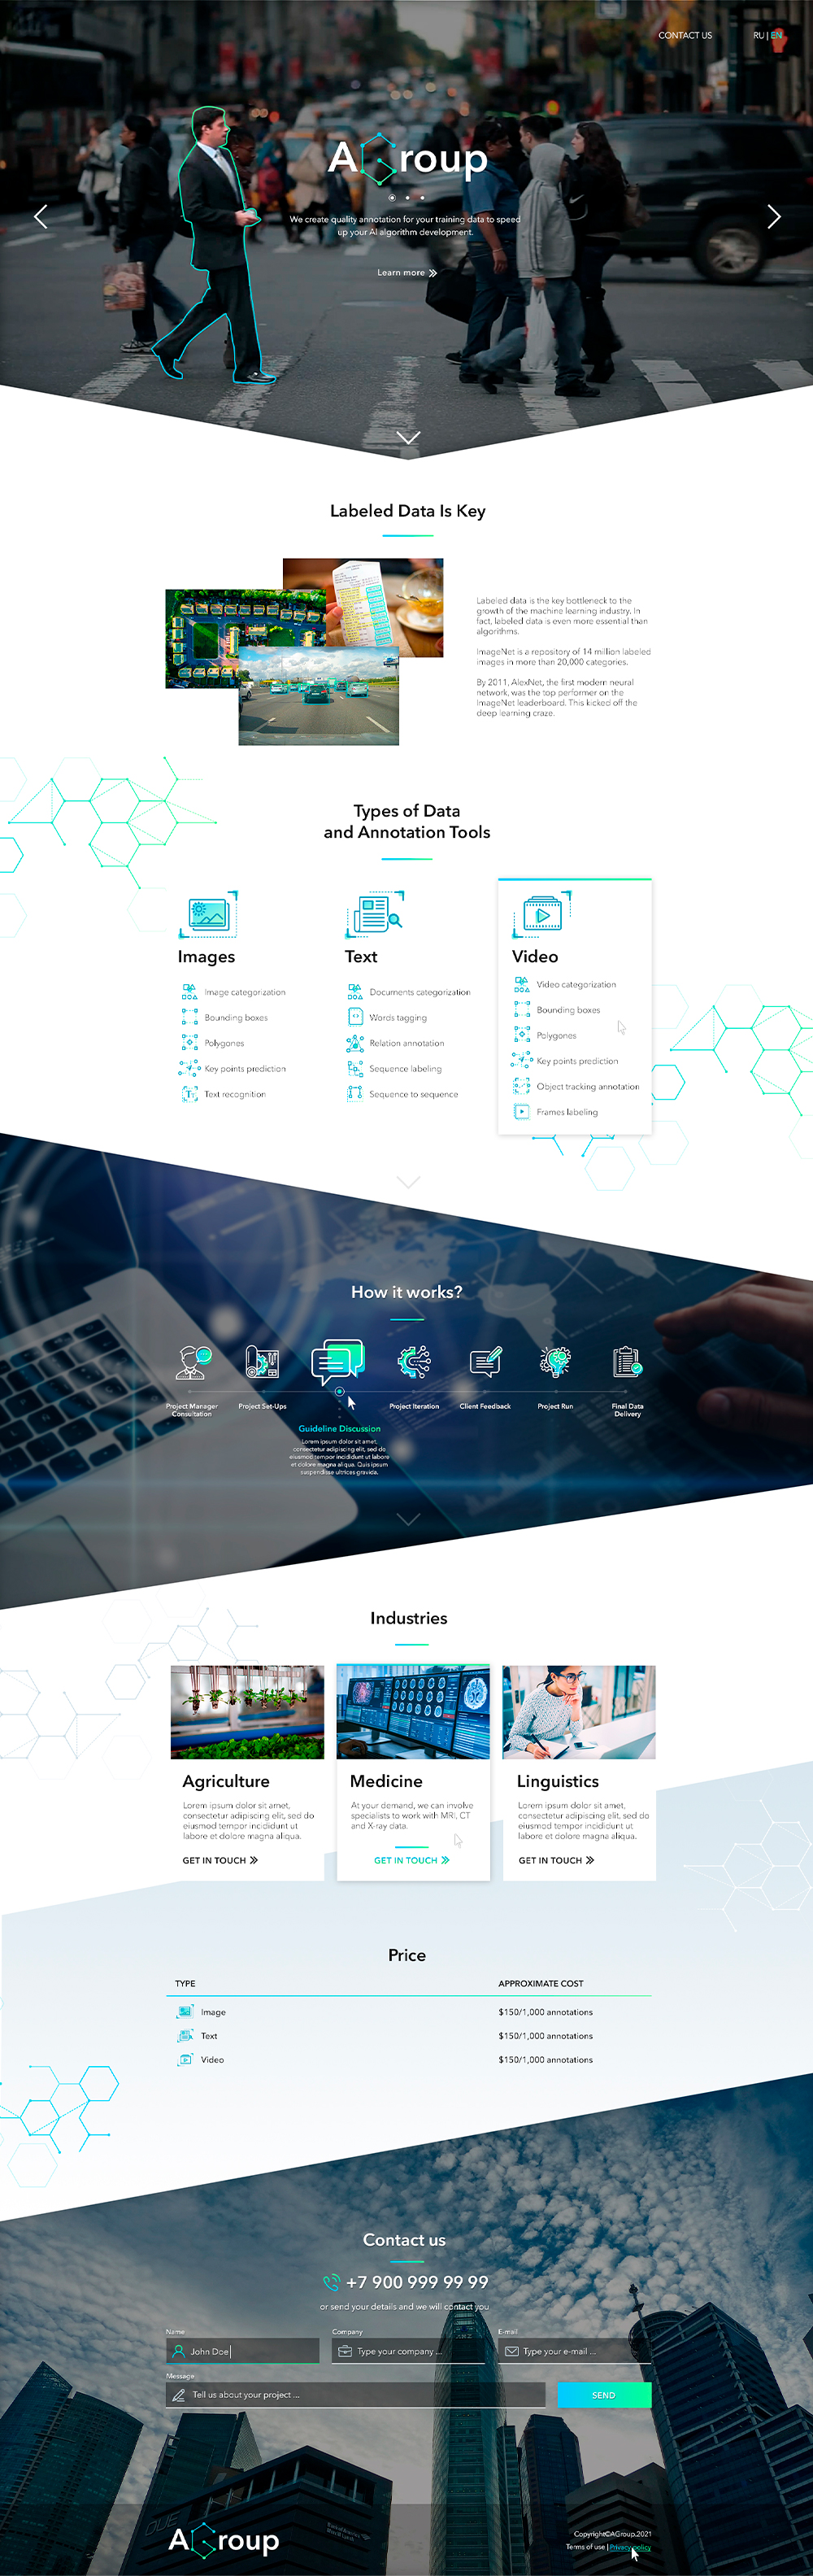 CONTACT US
RU | EN
AGroup
We create quality annotation for your training data to speed
up your AI algorithm development.
Learn more
Labeled Data Is Key
Labeled data is the key bottleneck to the
growth of the machine learning industry. In
fact, labeled data is even more essential than
algorithms.
ImageNet is a repository of 14 million labeled
images in more than 20,000 categories.
By 2011, AlexNet, the first modern neural
network, was the top performer on the
ImageNet leaderboard. This kicked off the
deep learning craze.
Types of Data
and Annotation Tools
Images
Image categorization
Bounding boxes
Polygones
Key points prediction
Text recognition
Text
Documents categorization
Words tagging
Relation annotation
Sequence labeling
Sequence to sequence
Video
Video categorization
Bounding boxes
Polygones
Key points prediction
Object tracking annotation
Frames labeling
How it works?
Project Manager
Consultation
Project Set-Ups
Guideline Discussion
Lorem ipsum dolor sit amet,
consectetur adipiscing elit, sed do
eiusmod tempor incididunt ut labore
et dolore magna aliqua. Quis ipsum
suspendisse ultrices gravida.
Project Iteration
Client Feedback
Project Run
Final Data
Delivery
Industries
Agriculture
Lorem ipsum dolor sit amet,
consectetur adipiscing elit, sed do
eiusmod tempor incididunt ut
labore et dolore magna aliqua.
GET IN TOUCH
Medicine
At your demand, we can involve
specialists to work with MRI, CT
and X-ray data.
GET IN TOUCH
Linguistics
Lorem ipsum dolor sit amet,
consectetur adipiscing elit, sed do
eiusmod tempor incididunt ut
labore et dolore magna aliqua.
GET IN TOUCH
Price
TYPE
APPROXIMATE COST
Image
$150/1,000 annotations
Text
$150/1,000 annotations
Video
$150/1,000 annotations
Contact us
+7 900 999 99 99
or send your details and we will contact you
Name
Company
E-mail
John Doe
Type your company ...
Type your e-mail ...
Message
Tell us about your project ...
SEND
AGroup
Copyright©AGroup,2021
Terms of use | Privacy policy